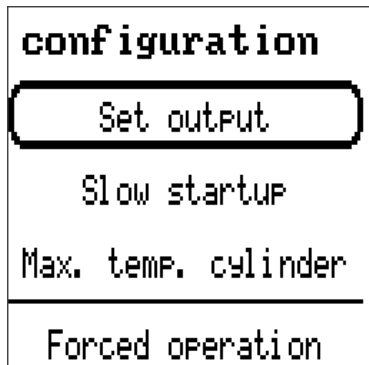 configuration
Set output
Slow startup
Max. temp. cylinder
Forced operation